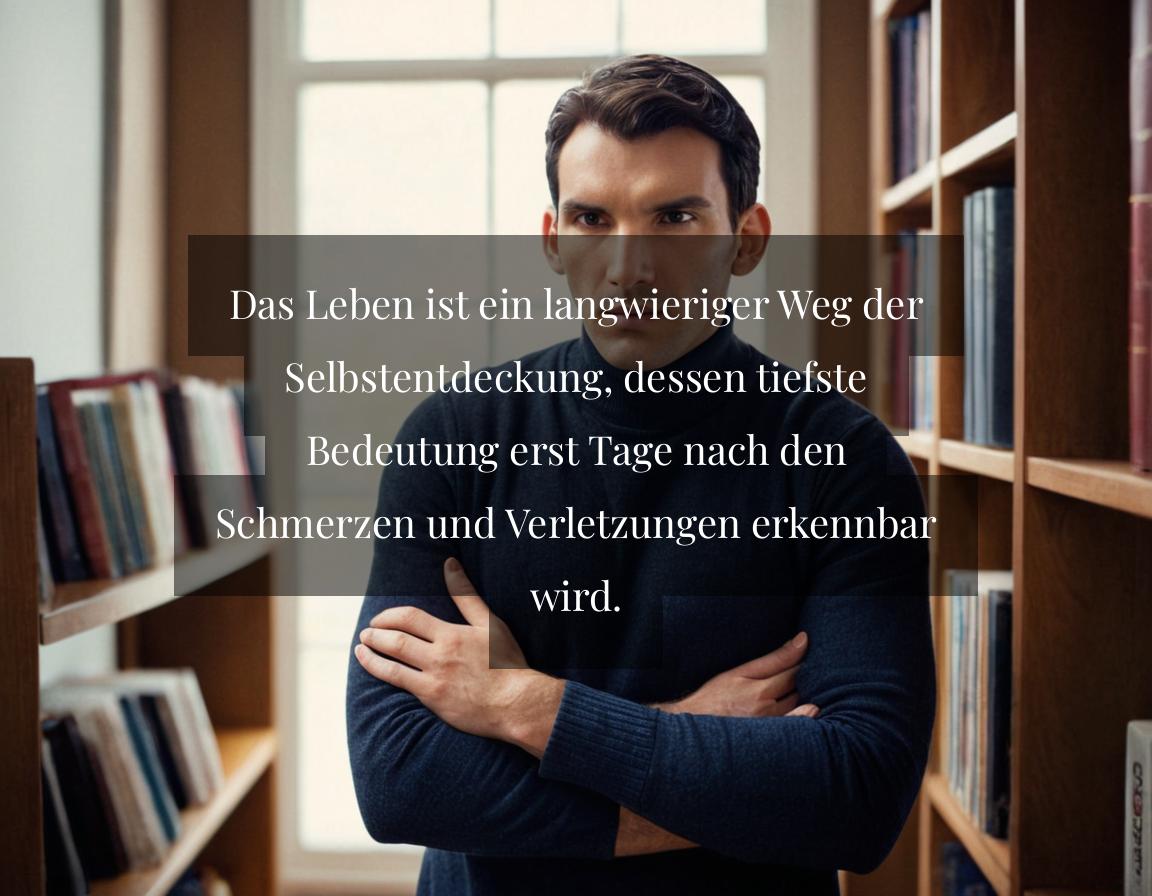 Das Leben ist ein langwieriger Weg der
Selbstentdeckung, dessen tiefste
Bedeutung erst Tage nach den
Schmerzen und Verletzungen erkennbar
wird.